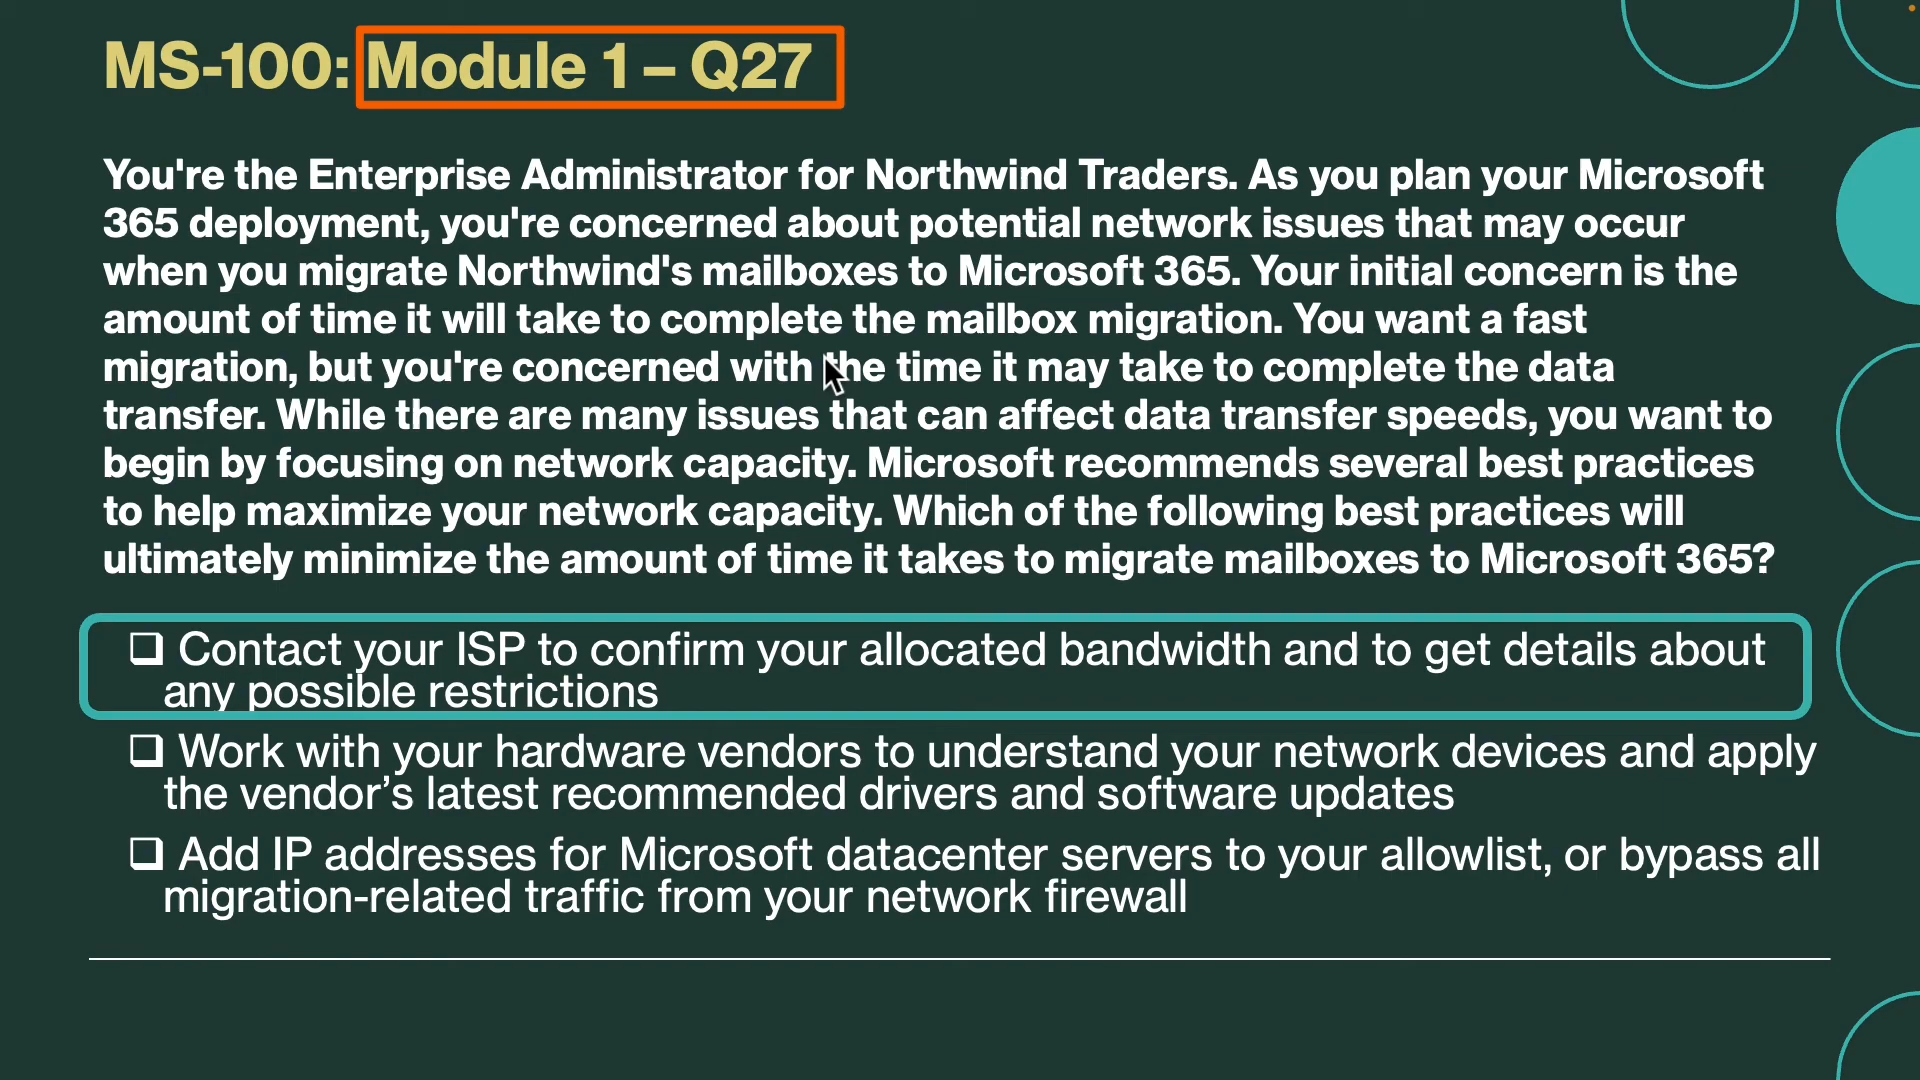 MS-100: Module 1 – Q27
You're the Enterprise Administrator for Northwind Traders. As you plan your Microsoft
365 deployment, you're concerned about potential network issues that may occur
when you migrate Northwind's mailboxes to Microsoft 365. Your initial concern is the
amount of time it will take to complete the mailbox migration. You want a fast
migration, but you're concerned with the time it may take to complete the data
transfer. While there are many issues that can affect data transfer speeds, you want to
begin by focusing on network capacity. Microsoft recommends several best practices
to help maximize your network capacity. Which of the following best practices will
ultimately minimize the amount of time it takes to migrate mailboxes to Microsoft 365?
❑ Contact your ISP to confirm your allocated bandwidth and to get details about
any possible restrictions
❑ Work with your hardware vendors to understand your network devices and apply
the vendor’s latest recommended drivers and software updates
❑ Add IP addresses for Microsoft datacenter servers to your allowlist, or bypass all
migration-related traffic from your network firewall